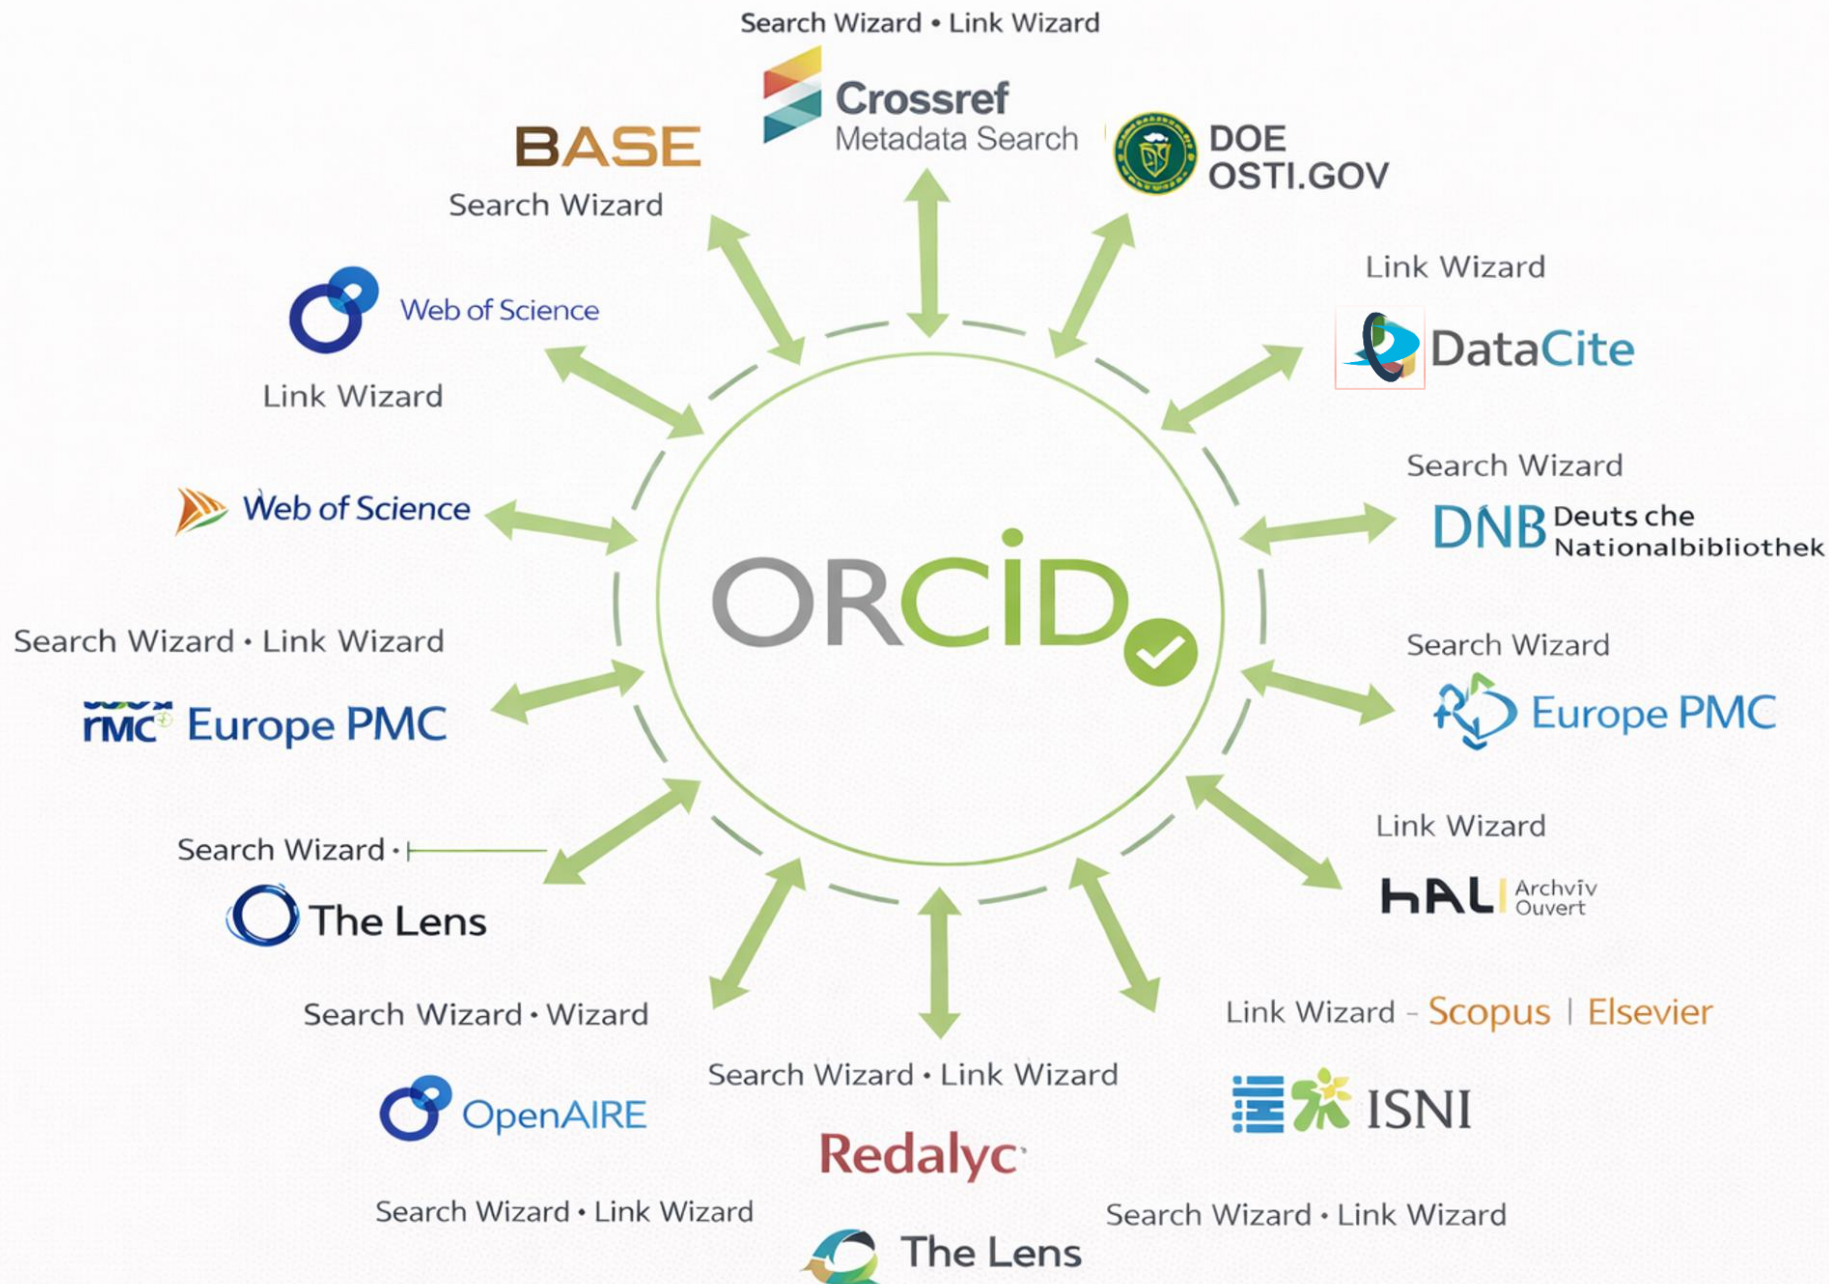 Search Wizard • Link Wizard
Crossref
Metadata Search
BASE
Search Wizard
DOE
OSTI.GOV
Web of Science
Link Wizard
Link Wizard
DataCite
Web of Science
Search Wizard
DNB Deuts che
Nationalbibliothek
ORCiD
Search Wizard • Link Wizard
rMC Europe PMC
Search Wizard
Europe PMC
Search Wizard •
The Lens
Link Wizard
hAL Archvīv
Ouvert
Search Wizard • Wizard
OpenAIRE
Search Wizard • Link Wizard
Redalyc
Link Wizard - Scopus | Elsevier
ISNI
Search Wizard • Link Wizard
The Lens
Search Wizard • Link Wizard